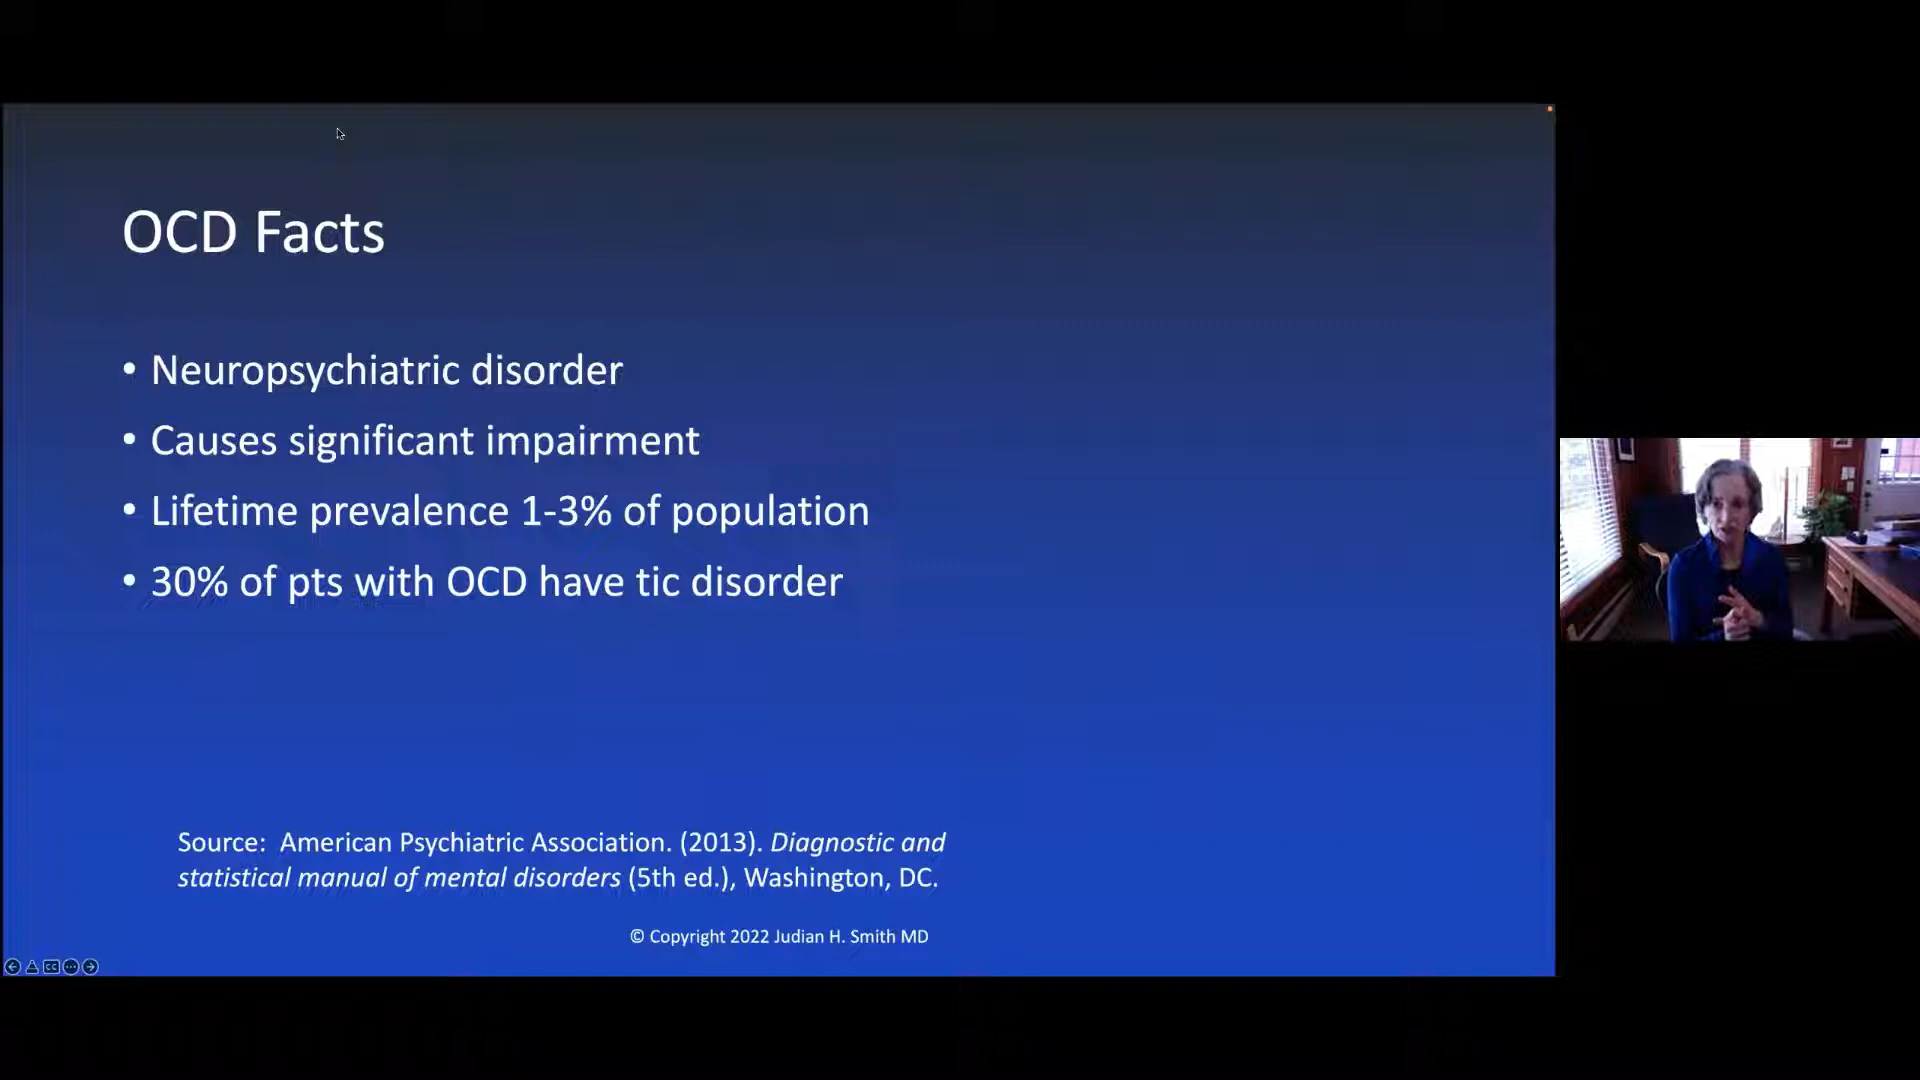 OCD Facts
• Neuropsychiatric disorder
• Causes significant impairment
• Lifetime prevalence 1-3% of population
• 30% of pts with OCD have tic disorder
Source:  American Psychiatric Association. (2013). Diagnostic and
statistical manual of mental disorders (5th ed.), Washington, DC.
© Copyright 2022 Judian H. Smith MD
CC